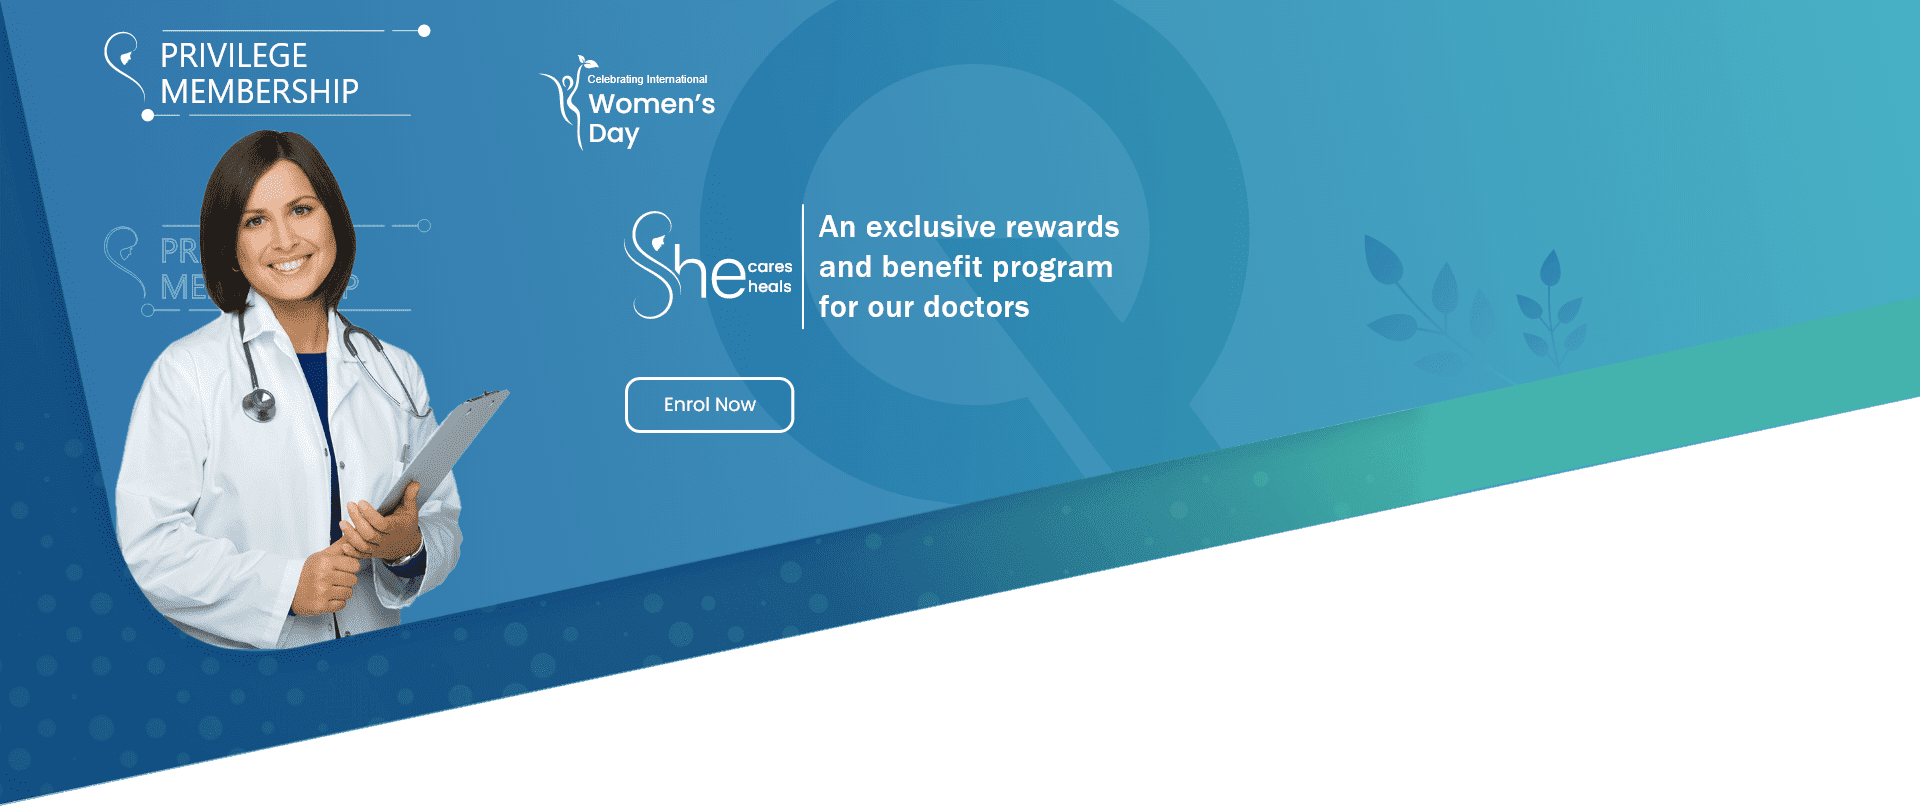 PRIVILEGE
MEMBERSHIP
Celebrating International
Women's
Day
PR
ME P
She cares
heals
An exclusive rewards
and benefit program
for our doctors
Enrol Now